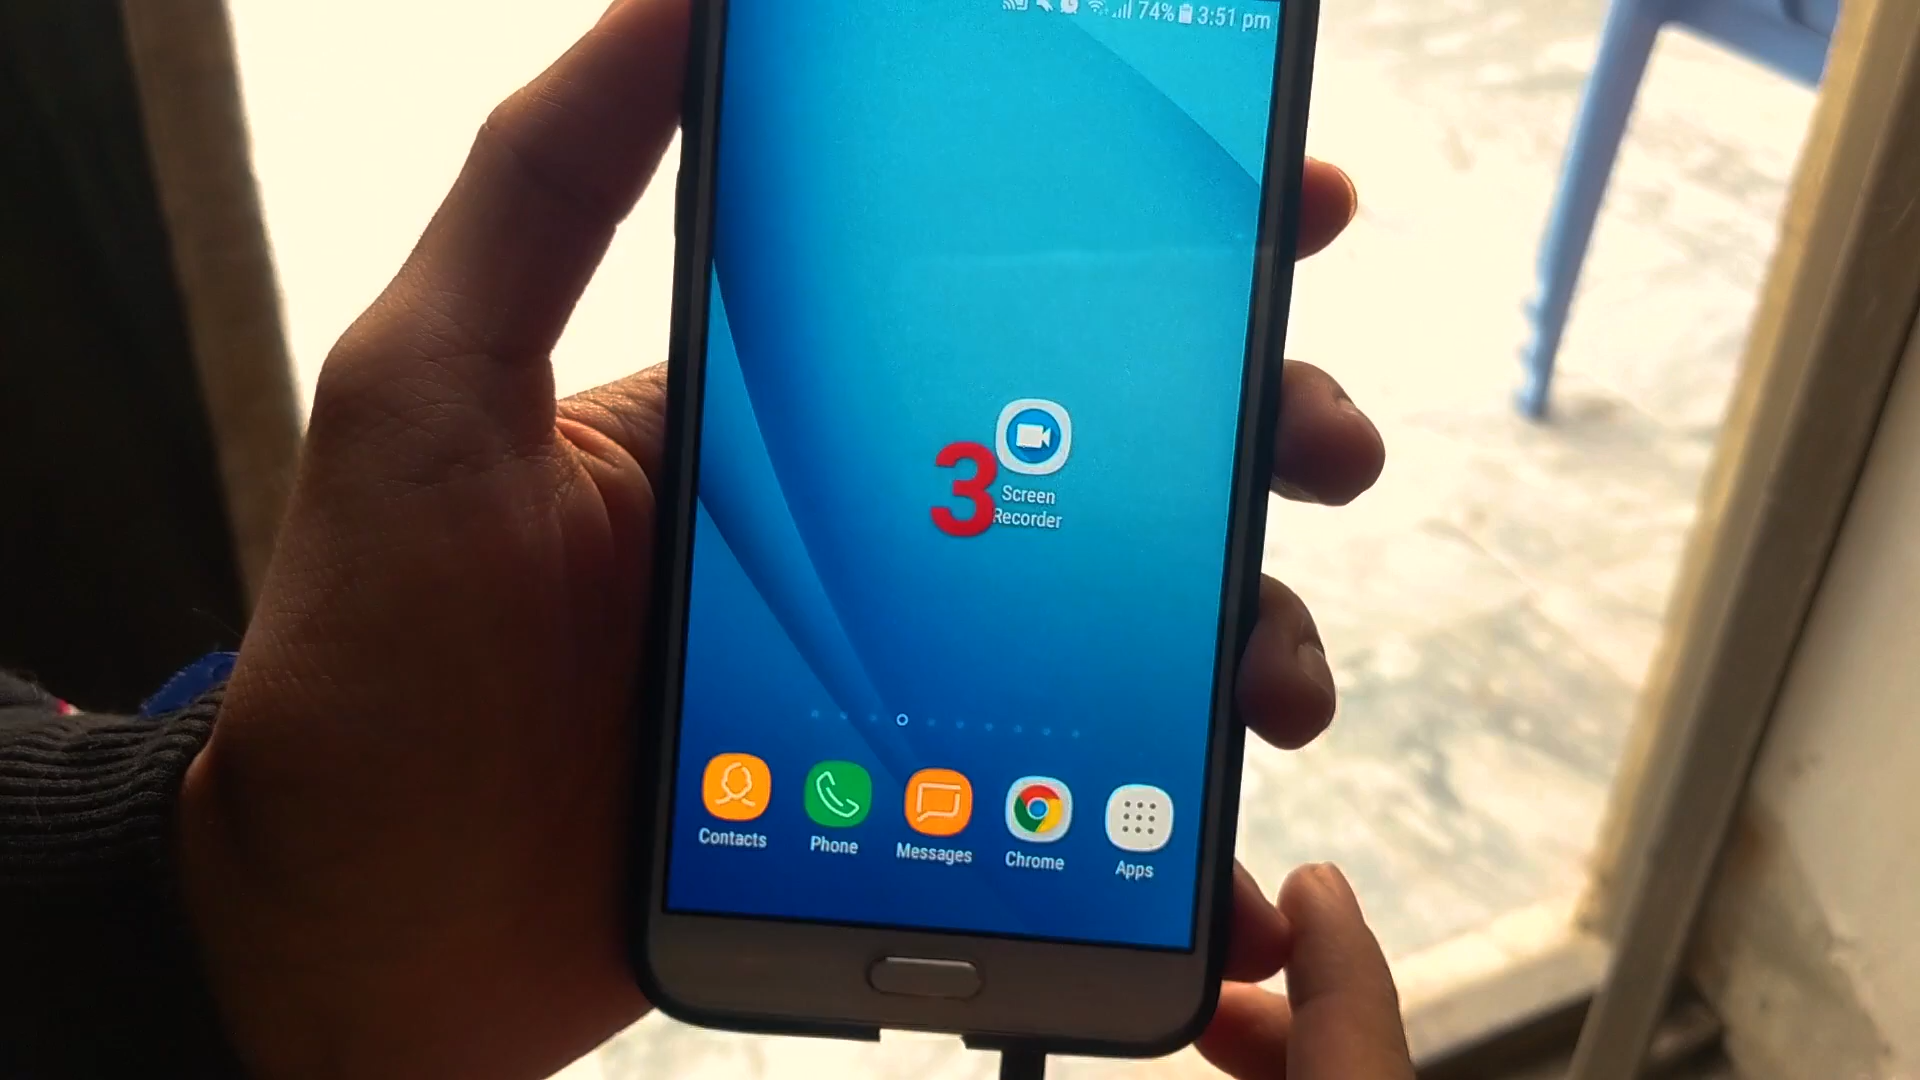 74% 3:51 pm
3
Screen
Recorder
Contacts
Phone
Messages
Chrome
Apps